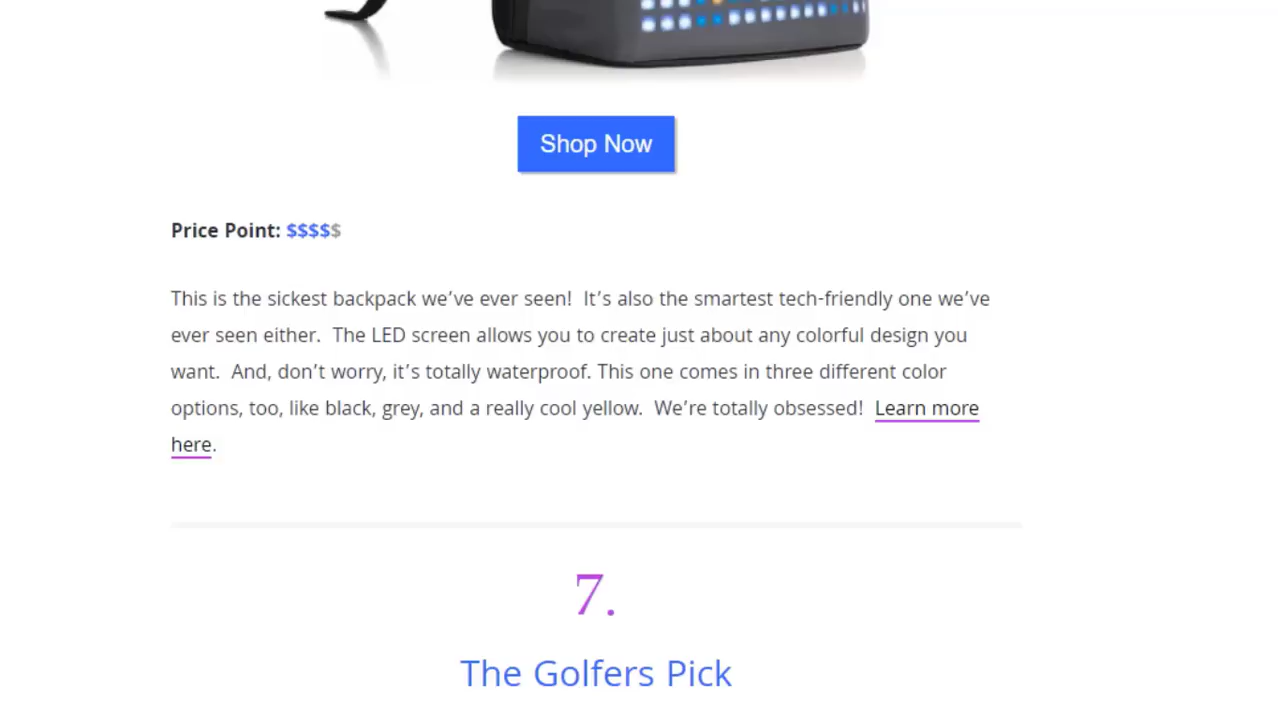 Shop Now
Price Point: $$$$$
This is the sickest backpack we’ve ever seen!  It’s also the smartest tech-friendly one we’ve
ever seen either.  The LED screen allows you to create just about any colorful design you
want.  And, don’t worry, it’s totally waterproof. This one comes in three different color
options, too, like black, grey, and a really cool yellow.  We’re totally obsessed!  Learn more
here.
7.
The Golfers Pick